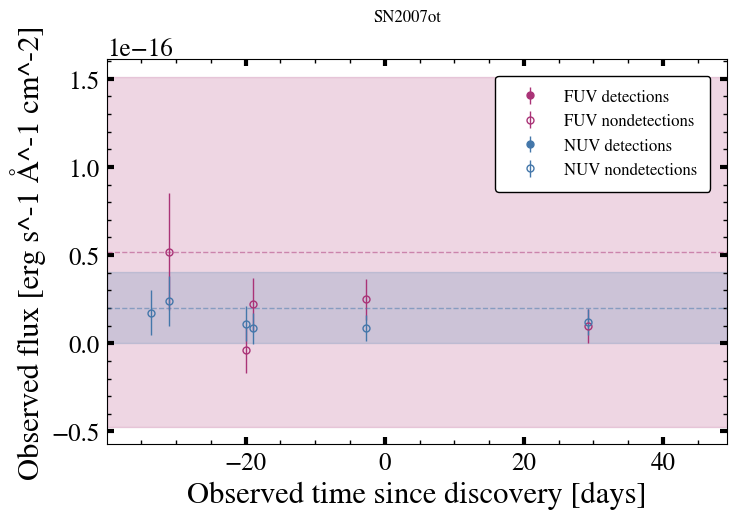 SN2007ot
1e−16
1.5
1.0
0.5
0.0
−0.5
Observed flux [erg s^-1 Å^-1 cm^-2]
FUV detections
FUV nondetections
NUV detections
NUV nondetections
−20 0 20 40
Observed time since discovery [days]